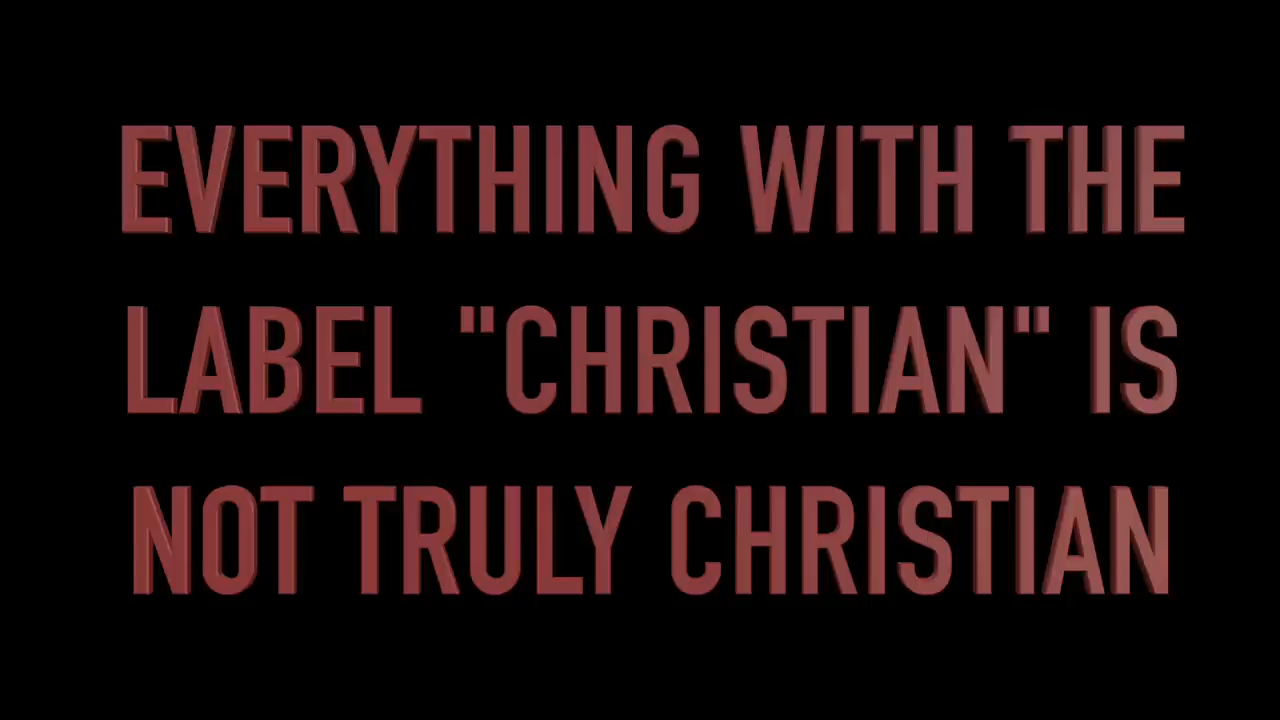 EVERYTHING WITH THE
LABEL "CHRISTIAN" IS
NOT TRULY CHRISTIAN